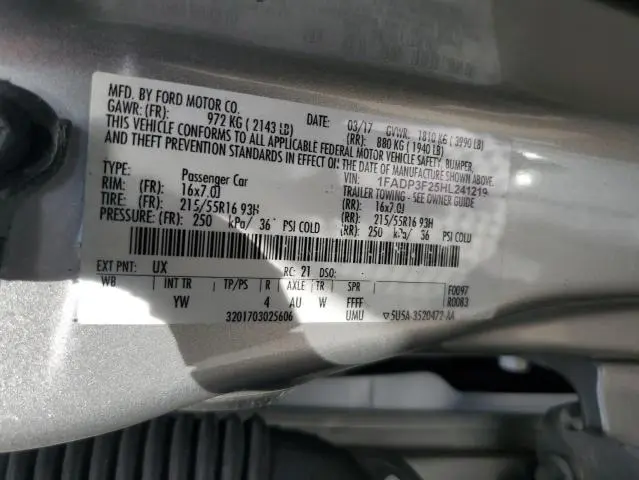 MFD. BY FORD MOTOR CO. 03/17 GVWR: 1810 KG ( 3990 LB)
GAWR: (FR): 972 KG ( 2143 LB) (RR): 880 KG ( 1940 LB)
THIS VEHICLE CONFORMS TO ALL APPLICABLE FEDERAL MOTOR VEHICLE SAFETY, BUMPER,
AND THEFT PREVENTION STANDARDS IN EFFECT ON THE DATE OF MANUFACTURE SHOWN ABOVE.
VIN: 1FADP3F25HL241219
TYPE: Passenger Car TRAILER TOWING - SEE OWNERS GUIDE
RIM: (FR): 16x7.0J (RR): 16x7.0J
TIRE: (FR): 215/55R16 93H (RR): 215/55R16 93H
PRESSURE: (FR): 250 kPa/ 36 PSI COLD (RR): 250 kPa/ 36 PSI COLD
EXT PNT: UX RC: 21 DSO: F0097
WB INT TR TP/PS R AXLE TR SPR R0083
YW 4 AU W FFFF
3201703025606 UMU ▽5U5A-3520472-AA